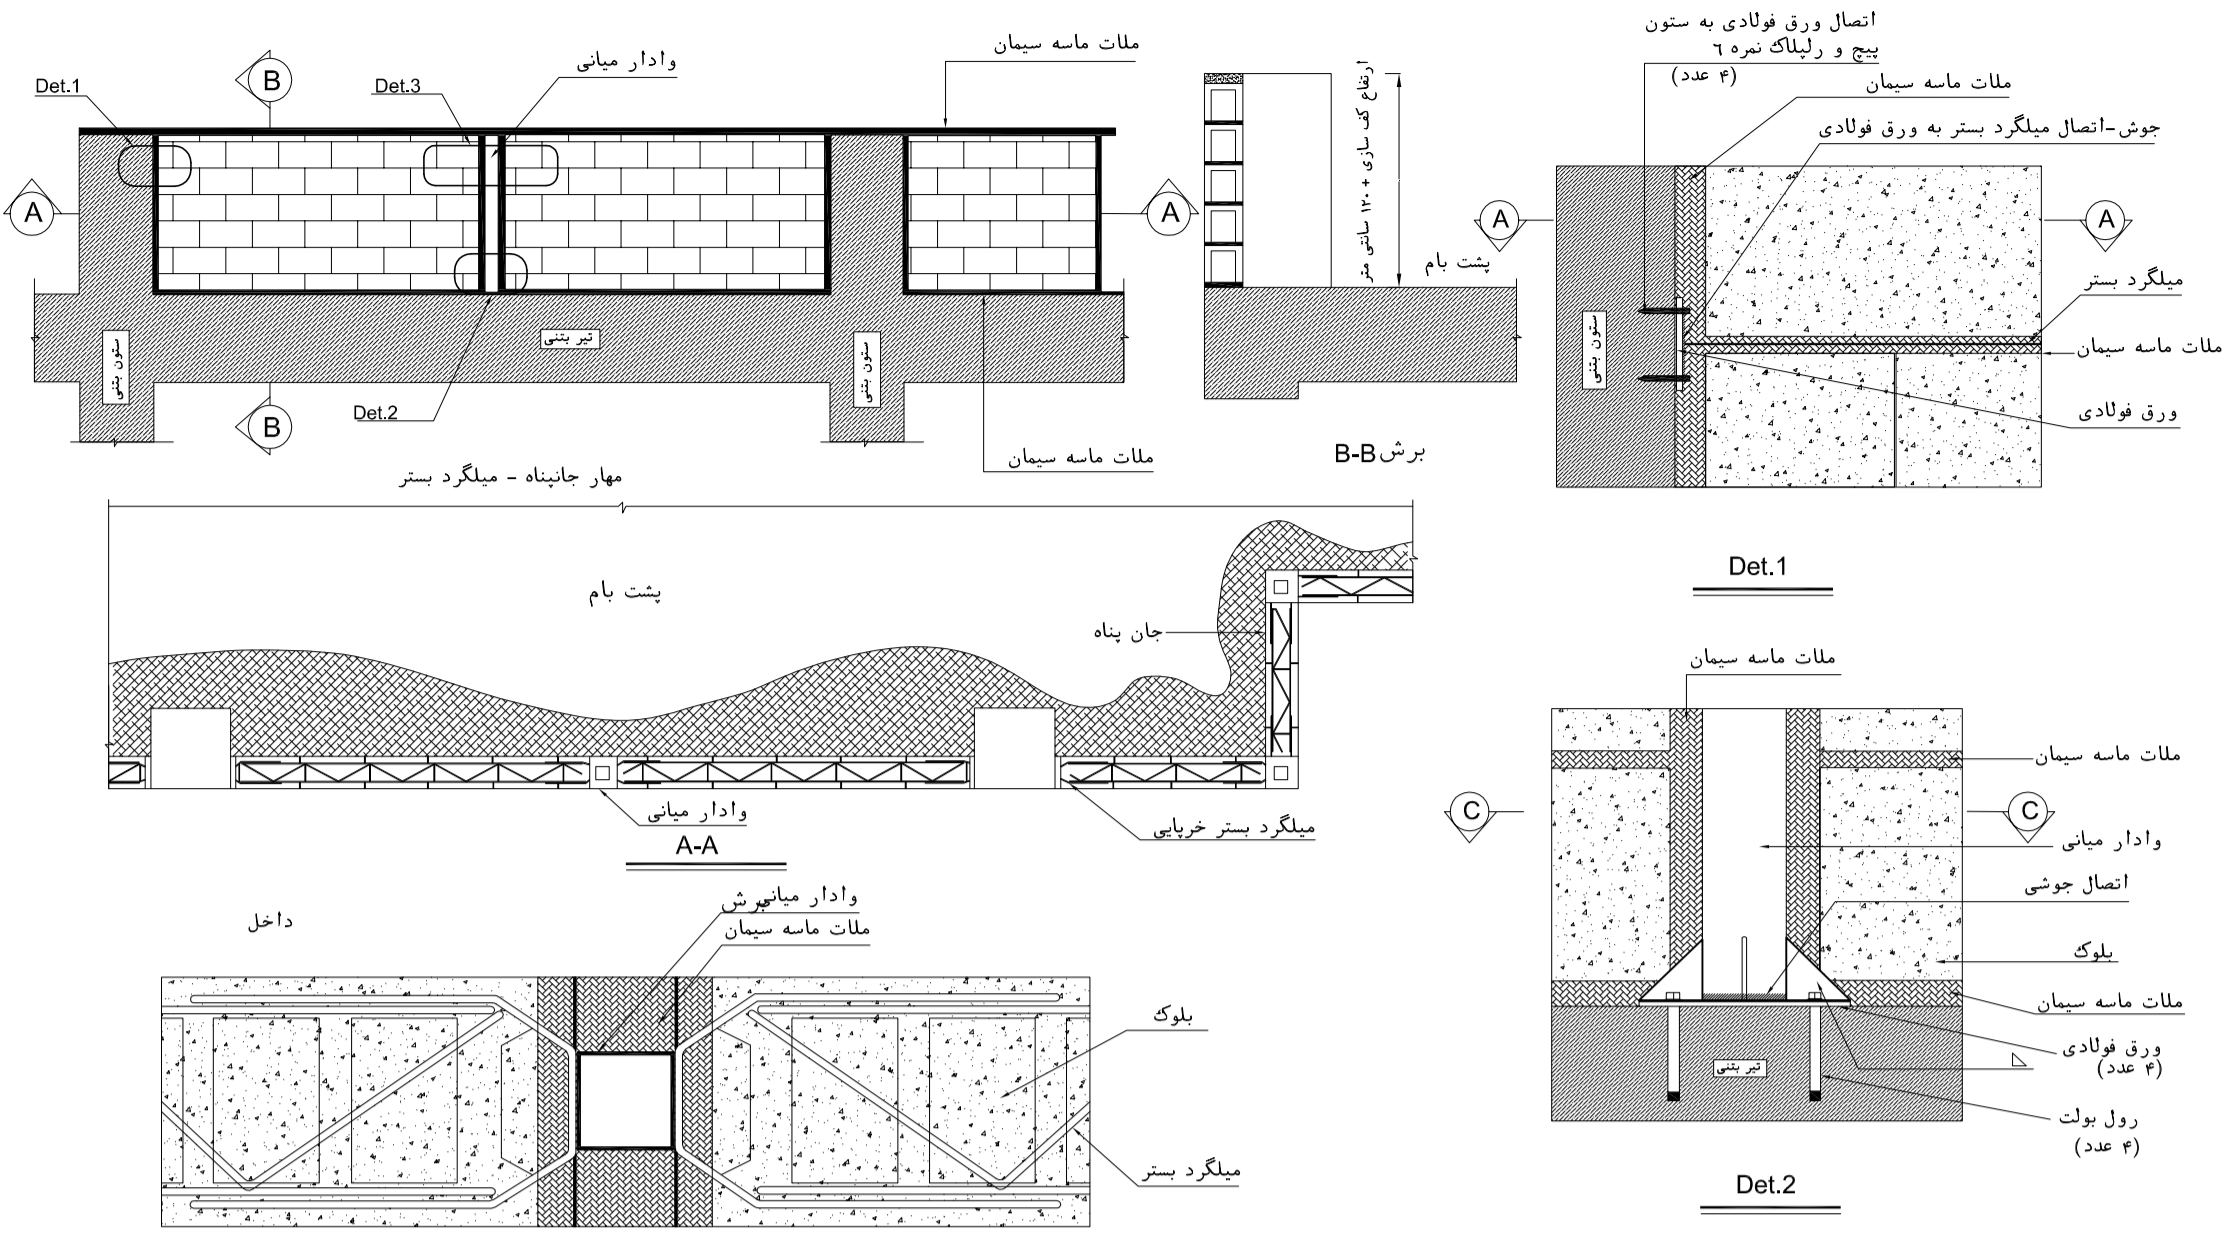 Det.1
B
Det.3
وادار میانی
ملات ماسه سیمان
A
A
ستون بتنی
تیر بتنی
ستون بتنی
B
Det.2
ملات ماسه سیمان
مهار جانپناه - میلگرد بستر
ارتفاع کف سازی + ۱۲۰ سانتی متر
پشت بام
برش B-B
اتصال ورق فولادی به ستون
پیچ و رلپلاک نمره ٦
(۴ عدد)
ملات ماسه سیمان
جوش-اتصال میلگرد بستر به ورق فولادی
A
A
میلگرد بستر
ستون بتنی
ملات ماسه سیمان
ورق فولادی
Det.1
پشت بام
جان پناه
وادار میانی
میلگرد بستر خرپایی
A-A
ملات ماسه سیمان
ملات ماسه سیمان
C
C
وادار میانی
اتصال جوشی
بلوک
ملات ماسه سیمان
ورق فولادی
(۴ عدد)
تیر بتنی
رول بولت
(۴ عدد)
Det.2
داخل
برش
وادار میانی
ملات ماسه سیمان
بلوک
میلگرد بستر